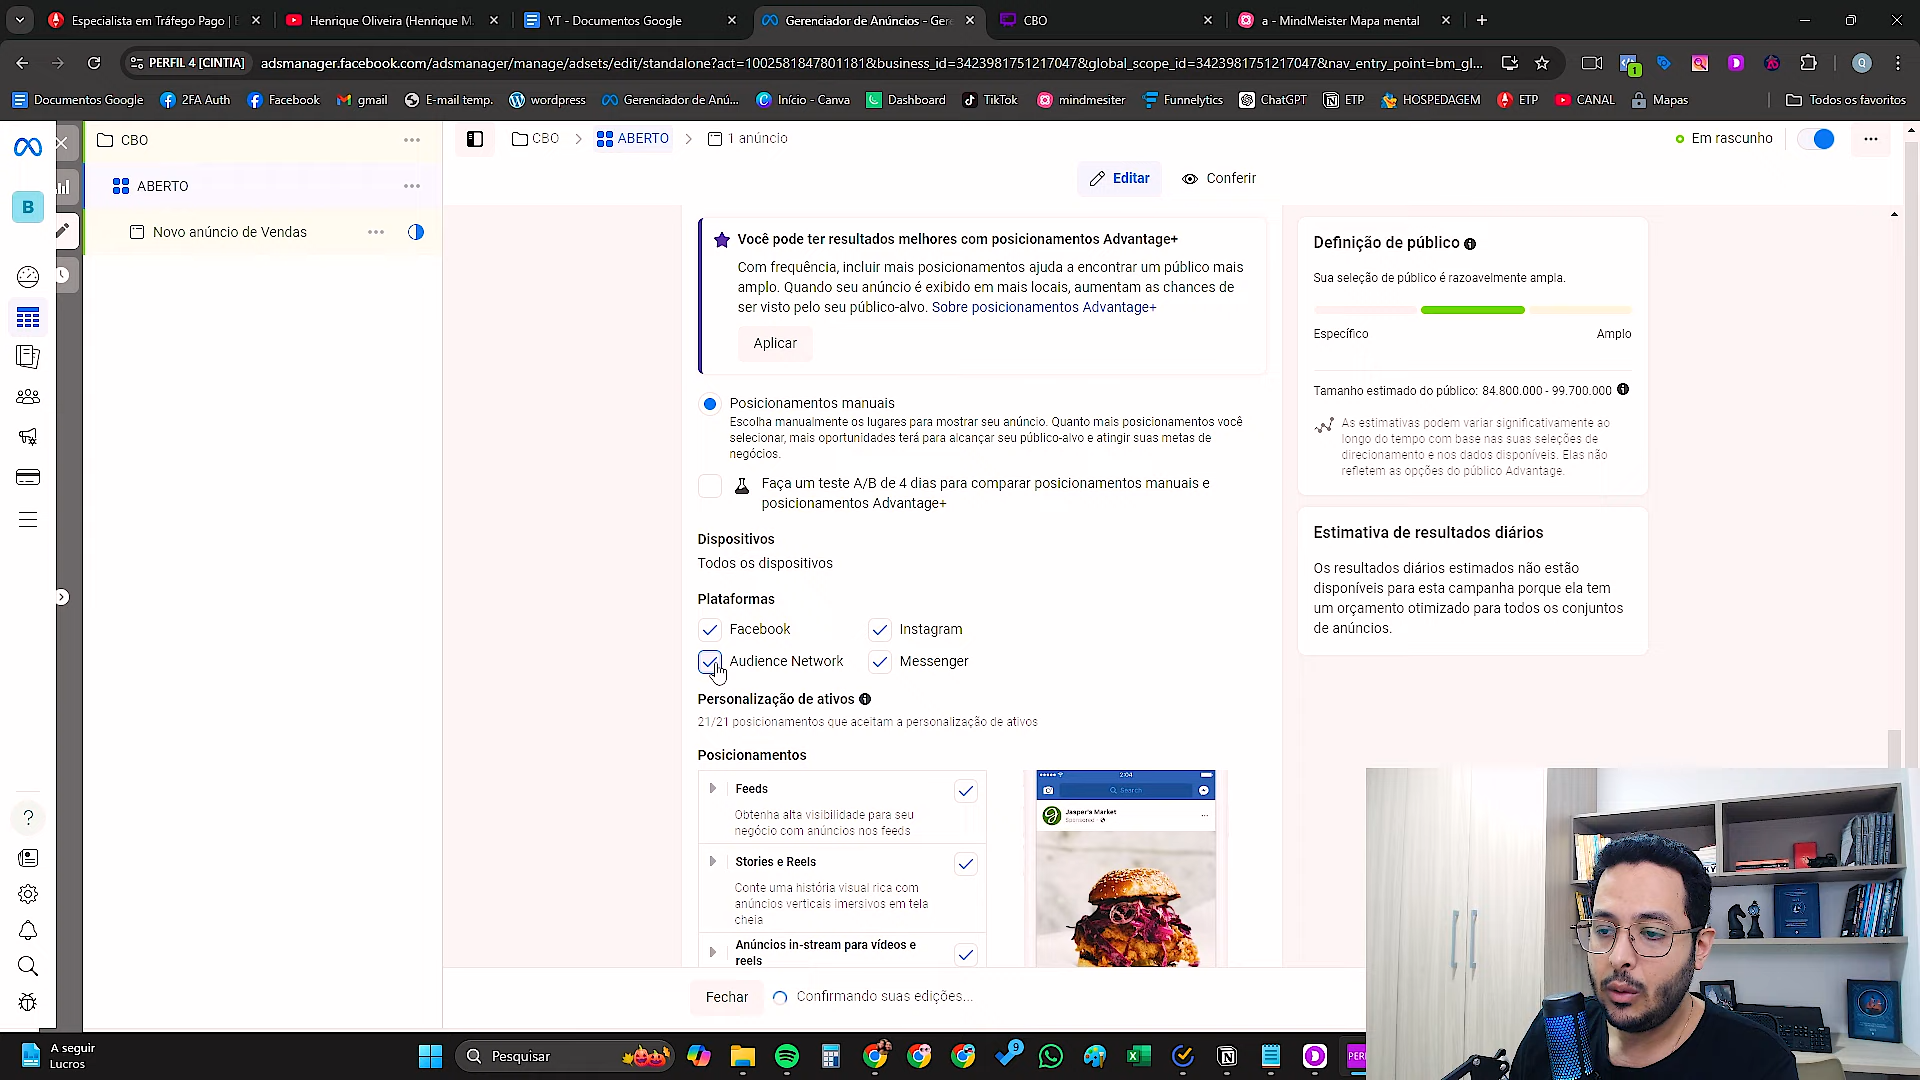 Especialista em Tráfego Pago |
Henrique Oliveira (Henrique M
YT - Documentos Google
Gerenciador de Anúncios - Ger
CBO
a - MindMeister Mapa mental
PERFIL 4 [CINTIA]
adsmanager.facebook.com/adsmanager/manage/adsets/edit/standalone?act=1002581847801181&business_id=3423981751217047&global_scope_id=3423981751217047&nav_entry_point=bm_gl...
1
Q
Documentos Google
2FA Auth
Facebook
gmail
E-mail temp.
wordpress
Gerenciador de Anú...
Início - Canva
Dashboard
TikTok
mindmesiter
Funnelytics
ChatGPT
ETP
HOSPEDAGEM
ETP
CANAL
Mapas
Todos os favoritos
B
CBO
ABERTO
Novo anúncio de Vendas
CBO
ABERTO
1 anúncio
Em rascunho
Editar
Conferir
Você pode ter resultados melhores com posicionamentos Advantage+
Com frequência, incluir mais posicionamentos ajuda a encontrar um público mais
amplo. Quando seu anúncio é exibido em mais locais, aumentam as chances de
ser visto pelo seu público-alvo. Sobre posicionamentos Advantage+
Aplicar
Posicionamentos manuais
Escolha manualmente os lugares para mostrar seu anúncio. Quanto mais posicionamentos você
selecionar, mais oportunidades terá para alcançar seu público-alvo e atingir suas metas de
negócios.
Faça um teste A/B de 4 dias para comparar posicionamentos manuais e
posicionamentos Advantage+
Dispositivos
Todos os dispositivos
Plataformas
Facebook
Instagram
Audience Network
Messenger
Personalização de ativos
21/21 posicionamentos que aceitam a personalização de ativos
Posicionamentos
Feeds
Obtenha alta visibilidade para seu
negócio com anúncios nos feeds
Stories e Reels
Conte uma história visual rica com
anúncios verticais imersivos em tela
cheia
Anúncios in-stream para vídeos e
reels
2:04
Search
Jasper's Market
Sponsored
Fechar
Confirmando suas edições...
Definição de público
Sua seleção de público é razoavelmente ampla.
Específico
Amplo
Tamanho estimado do público: 84.800.000 - 99.700.000
As estimativas podem variar significativamente ao
longo do tempo com base nas suas seleções de
direcionamento e nos dados disponíveis. Elas não
refletem as opções do público Advantage.
Estimativa de resultados diários
Os resultados diários estimados não estão
disponíveis para esta campanha porque ela tem
um orçamento otimizado para todos os conjuntos
de anúncios.
A seguir
Lucros
Pesquisar
9
PERF